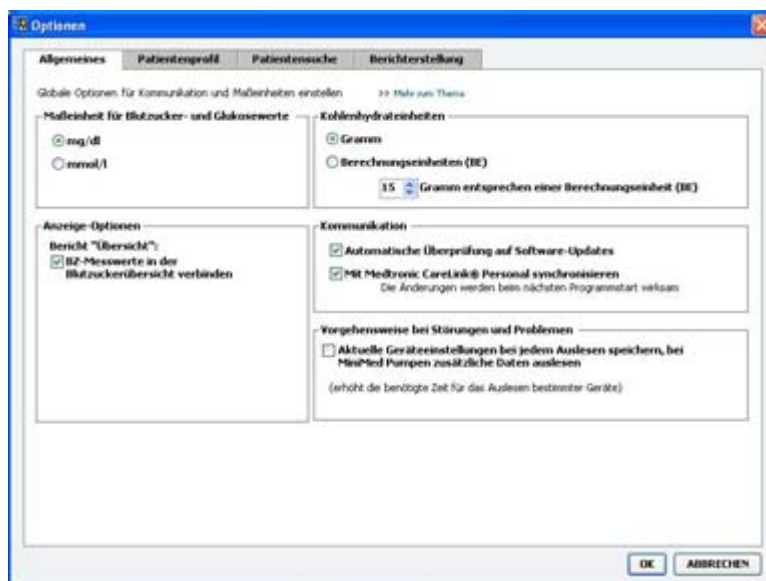 Optionen
Allgemeines
Patientenprofil
Patientensuche
Berichterstellung
Globale Optionen für Kommunikation und Maßeinheiten einstellen
>> Mehr zum Thema
Maßeinheit für Blutzucker- und Glukosewerte
mg/dl
mmol/l
Kohlenhydrateinheiten
Gramm
Berechnungseinheiten (BE)
15 Gramm entsprechen einer Berechnungseinheit (BE)
Anzeige-Optionen
Bericht "Übersicht":
BZ-Messwerte in der
Blutzuckerübersicht verbinden
Kommunikation
Automatische Überprüfung auf Software-Updates
Mit Medtronic CareLink® Personal synchronisieren
Die Änderungen werden beim nächsten Programmstart wirksam
Vorgehensweise bei Störungen und Problemen
Aktuelle Geräteeinstellungen bei jedem Auslesen speichern, bei
MiniMed Pumpen zusätzliche Daten auslesen
(erhöht die benötigte Zeit für das Auslesen bestimmter Geräte)
OK
ABBRECHEN